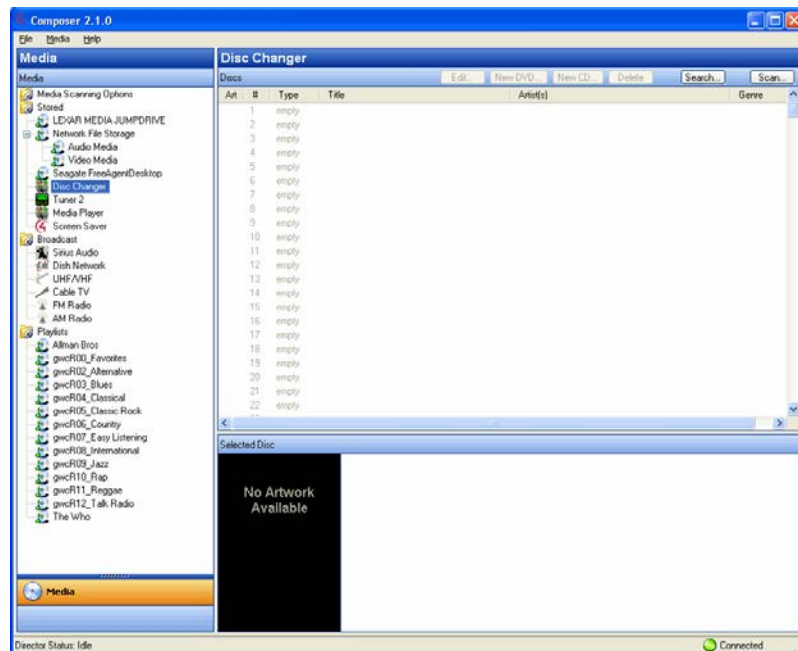 Composer 2.1.0
File Media Help
Media
Disc Changer
Media
Discs
Edit... New DVD... New CD... Delete Search... Scan...
Art # Type Title Artist(s) Genre
Media Scanning Options
Stored
LEXAR MEDIA JUMPDRIVE
Network File Storage
Audio Media
Video Media
Seagate FreeAgentDesktop
Disc Changer
Tuner 2
Media Player
Screen Saver
Broadcast
Sirius Audio
Dish Network
UHF/VHF
Cable TV
FM Radio
AM Radio
Playlists
Allman Bros
gwcR00_Favorites
gwcR02_Alternative
gwcR03_Blues
gwcR04_Classical
gwcR05_Classic Rock
gwcR06_Country
gwcR07_Easy Listening
gwcR08_International
gwcR09_Jazz
gwcR10_Rap
gwcR11_Reggae
gwcR12_Talk Radio
The Who
1 empty
2 empty
3 empty
4 empty
5 empty
6 empty
7 empty
8 empty
9 empty
10 empty
11 empty
12 empty
13 empty
14 empty
15 empty
16 empty
17 empty
18 empty
19 empty
20 empty
21 empty
22 empty
Selected Disc
No Artwork
Available
Media
Director Status: Idle
Connected